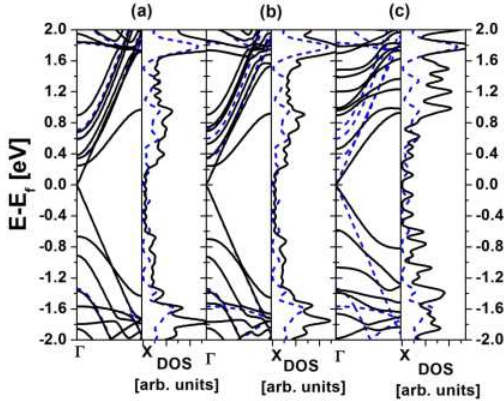 (a) (b) (c)
2.0 2.0
1.6 1.6
1.2 1.2
0.8 0.8
0.4 0.4
0.0 0.0
-0.4 -0.4
-0.8 -0.8
-1.2 -1.2
-1.6 -1.6
-2.0 -2.0
E-E_f [eV]
Γ X Γ X Γ X
DOS DOS DOS
[arb. units] [arb. units] [arb. units]